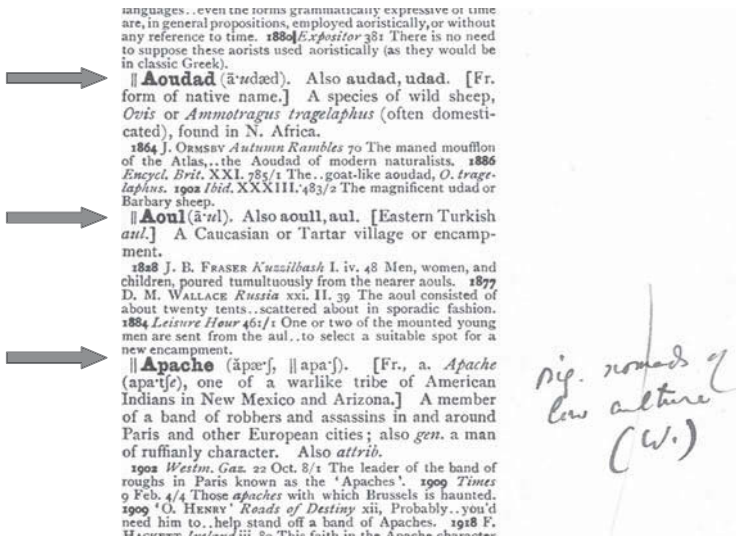 languages..even the forms grammatically expressive of time
are, in general propositions, employed aoristically, or without
any reference to time. 1880 Expositor 381 There is no need
to suppose these aorists used aoristically (as they would be
in classic Greek).
‖ Aoudad (ā·udæd). Also audad, udad. [Fr.
form of native name.] A species of wild sheep,
Ovis or Ammotragus tragelaphus (often domesti-
cated), found in N. Africa.
1864 J. ORMSBY Autumn Rambles 70 The maned moufflon
of the Atlas,..the Aoudad of modern naturalists. 1886
Encycl. Brit. XXI. 785/1 The..goat-like aoudad, O. trage-
laphus. 1902 Ibid. XXXIII. 483/2 The magnificent udad or
Barbary sheep.
‖ Aoul (ā·ul). Also aoull, aul. [Eastern Turkish
aul.] A Caucasian or Tartar village or encamp-
ment.
1828 J. B. FRASER Kuzzilbash I. iv. 48 Men, women, and
children, poured tumultuously from the nearer aouls. 1877
D. M. WALLACE Russia xxi. II. 39 The aoul consisted of
about twenty tents..scattered about in sporadic fashion.
1884 Leisure Hour 461/1 One or two of the mounted young
men are sent from the aul..to select a suitable spot for a
new encampment.
‖ Apache (ăpæ·ʃ, ‖ apa·ʃ). [Fr., a. Apache
(apa·tʃe), one of a warlike tribe of American
Indians in New Mexico and Arizona.] A member
of a band of robbers and assassins in and around
Paris and other European cities; also gen. a man
of ruffianly character. Also attrib.
1902 Westm. Gaz. 22 Oct. 8/1 The leader of the band of
roughs in Paris known as the 'Apaches'. 1909 Times
9 Feb. 4/4 Those apaches with which Brussels is haunted.
1909 'O. HENRY' Roads of Destiny xii, Probably..you'd
need him to..help stand off a band of Apaches. 1918 F.
HACKETT Ireland iii. 80 This faith in the Apache character
nomads of
low culture
(W.)